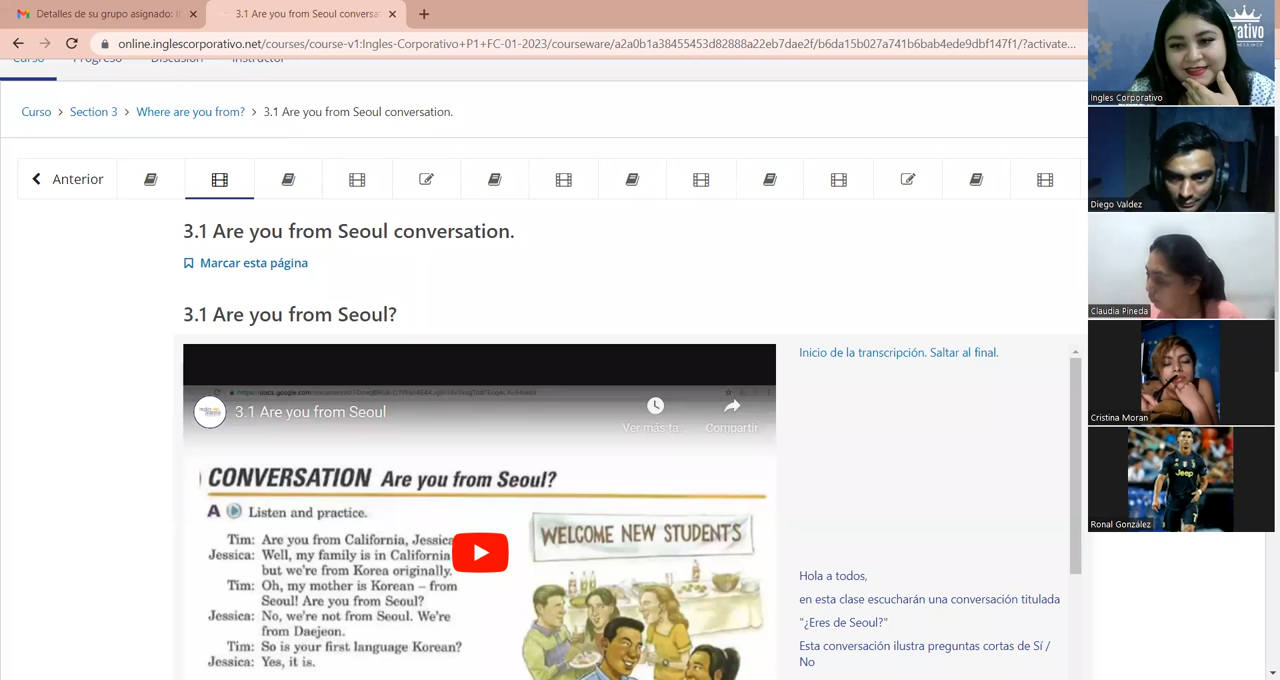 Detalles de su grupo asignado: I
3.1 Are you from Seoul conversa
online.inglescorporativo.net/courses/course-v1:Ingles-Corporativo+P1+FC-01-2023/courseware/a2a0b1a38455453d82888a22eb7dae2f/b6da15b027a741b6bab4ede9dbf147f1/?activate...
Curso Progreso Discusión Instructor
Curso > Section 3 > Where are you from? > 3.1 Are you from Seoul conversation.
Anterior
3.1 Are you from Seoul conversation.
Marcar esta página
3.1 Are you from Seoul?
3.1 Are you from Seoul
Ver más ta...
Compartir
CONVERSATION Are you from Seoul?
A Listen and practice.
Tim: Are you from California, Jessica
Jessica: Well, my family is in California
but we're from Korea originally.
Tim: Oh, my mother is Korean – from
Seoul! Are you from Seoul?
Jessica: No, we're not from Seoul. We're
from Daejeon.
Tim: So is your first language Korean?
Jessica: Yes, it is.
WELCOME NEW STUDENTS
Inicio de la transcripción. Saltar al final.
Hola a todos,
en esta clase escucharán una conversación titulada
"¿Eres de Seoul?"
Esta conversación ilustra preguntas cortas de Sí /
No
Ingles Corporativo
Diego Valdez
Claudia Pineda
Cristina Moran
Jeep
Ronal González